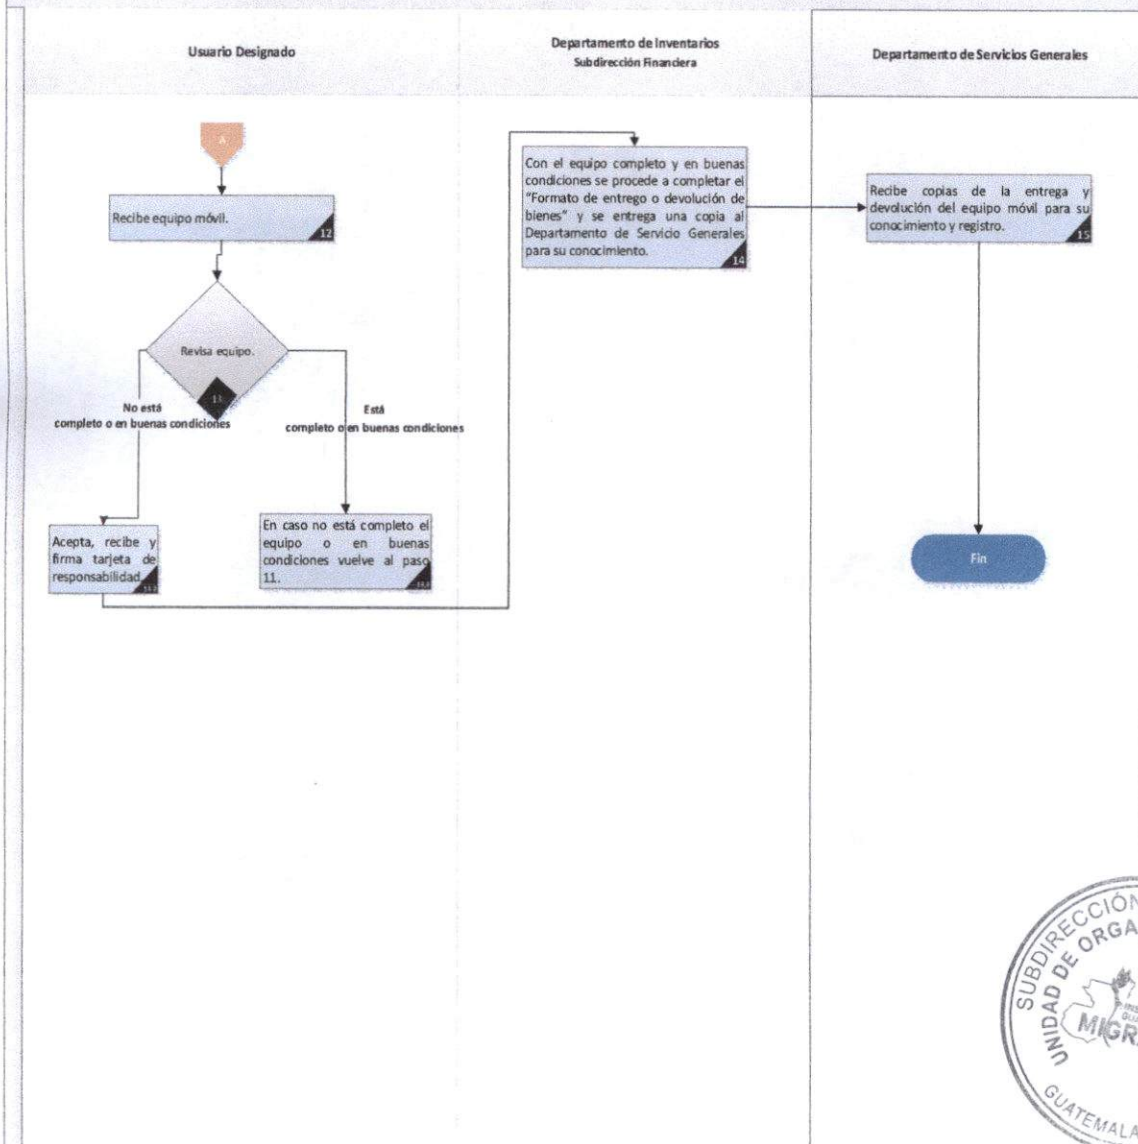 Usuario Designado
Departamento de Inventarios
Subdirección Financiera
Departamento de Servicios Generales
A
Recibe equipo móvil.
12
Revisa equipo.
13
No está
completo o en buenas condiciones
Está
completo o en buenas condiciones
Acepta, recibe y
firma tarjeta de
responsabilidad
En caso no está completo el
equipo o en buenas
condiciones vuelve al paso
11.
Con el equipo completo y en buenas
condiciones se procede a completar el
"Formato de entrego o devolución de
bienes" y se entrega una copia al
Departamento de Servicio Generales
para su conocimiento.
14
Recibe copias de la entrega y
devolución del equipo móvil para su
conocimiento y registro.
15
Fin
SUBDIRECCIÓN
UNIDAD DE ORGA
MIGRA
GUATEMALA